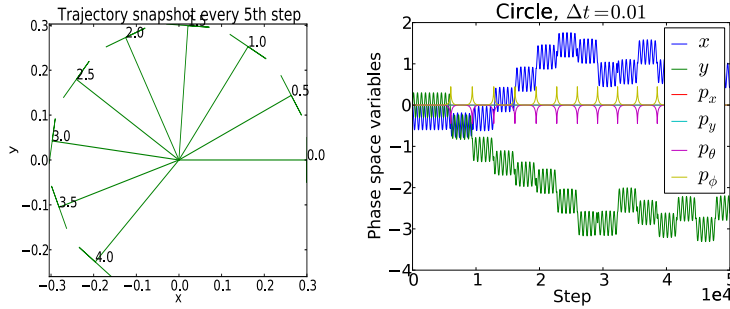 Trajectory snapshot every 5th step
0.3
0.2
0.1
0.0
−0.1
−0.2
y
−0.3
−0.2
−0.1
0.0
0.1
0.2
0.3
x
0.0
0.5
1.0
1.5
2.0
2.5
3.0
3.5
4.0
Circle, Δt=0.01
2
1
0
−1
−2
−3
−4
Phase space variables
0
1
2
3
4
5
1e4
Step
x
y
p_x
p_y
p_θ
p_ϕ